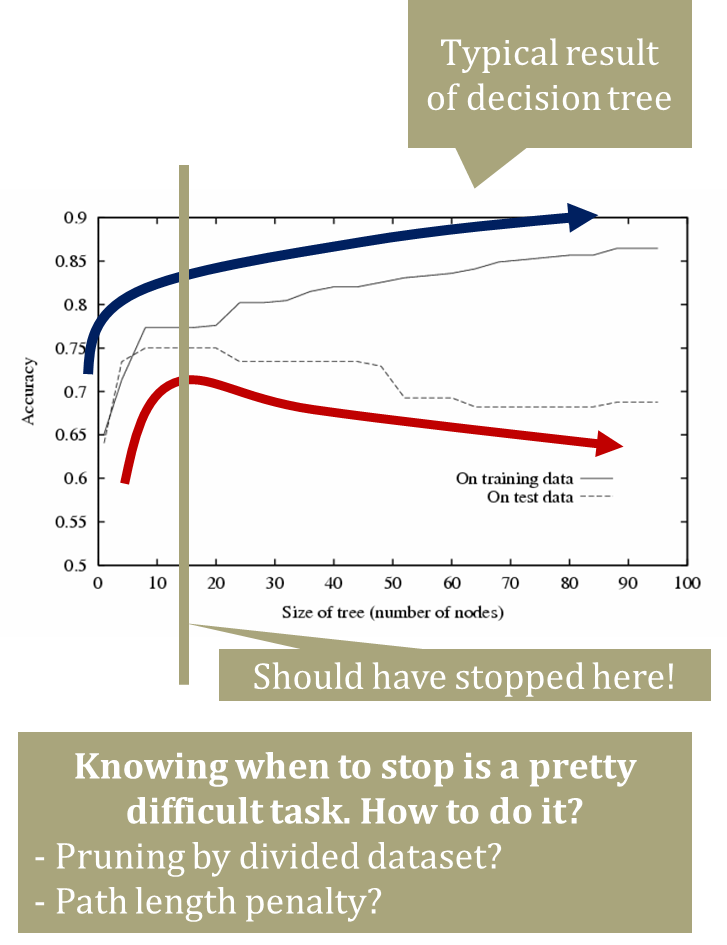 Typical result
of decision tree
0.9
0.85
0.8
0.75
0.7
0.65
0.6
0.55
0.5
Accuracy
On training data
On test data
0 10 20 30 40 50 60 70 80 90 100
Size of tree (number of nodes)
Should have stopped here!
Knowing when to stop is a pretty
difficult task. How to do it?
- Pruning by divided dataset?
- Path length penalty?